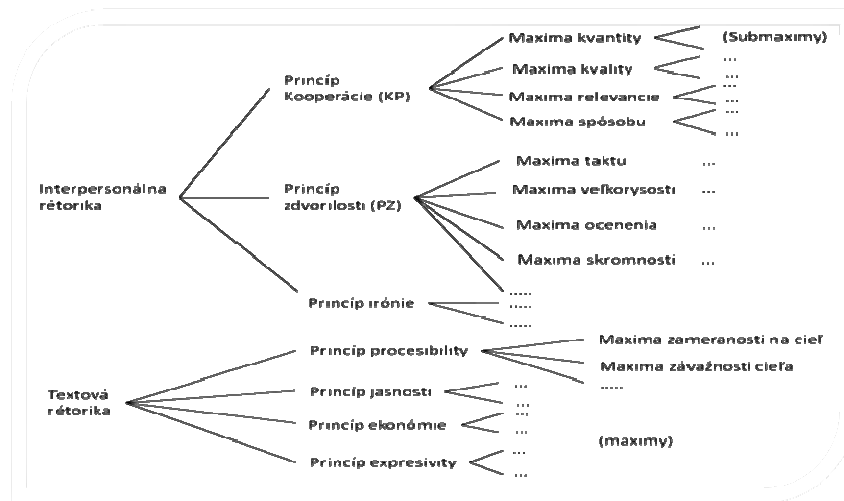 Maxima kvantity
(Submaximy)
Princíp
Kooperácie (KP)
Maxima kvality
...
...
Maxima relevancie
...
...
Maxima spôsobu
...
...
Interpersonálna
rétorika
Princíp
zdvorilosti (PZ)
Maxima taktu
...
Maxima veľkorysosti
...
Maxima ocenenia
...
Maxima skromnosti
...
.....
Princíp irónie
.....
.....
Textová
rétorika
Princíp procesibility
Maxima zameranosti na cieľ
Maxima závažnosti cieľa
.....
Princíp jasnosti
...
...
Princíp ekonómie
...
...
(maximy)
Princíp expresivity
...
...